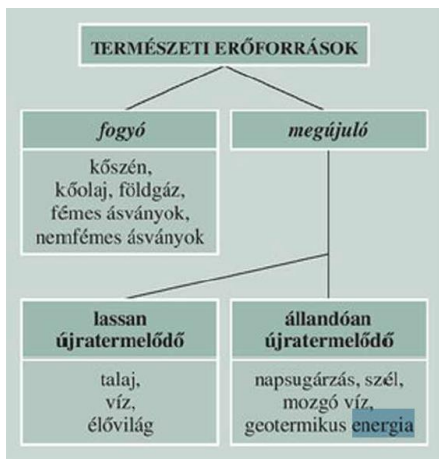 TERMÉSZETI ERŐFORRÁSOK
fogyó
kőszén,
kőolaj, földgáz,
fémes ásványok,
nemfémes ásványok
megújuló
lassan
újratermelődő
talaj,
víz,
élővilág
állandóan
újratermelődő
napsugárzás, szél,
mozgó víz,
geotermikus energia